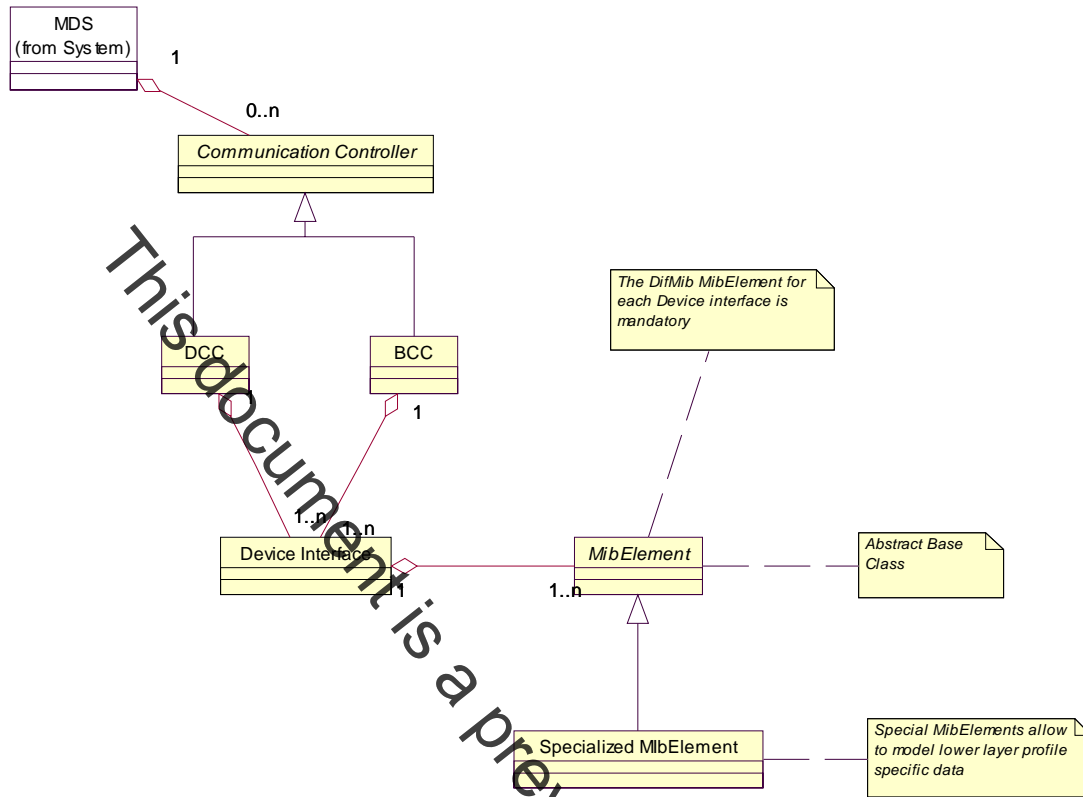 MDS
(from System)
1
0..n
Communication Controller
The DifMib MibElement for
each Device interface is
mandatory
DCC
BCC
1
1
1..n
1..n
Device Interface
MibElement
Abstract Base
Class
1
1..n
Specialized MIbElement
Special MibElements allow
to model lower layer profile
specific data
This document is a prev